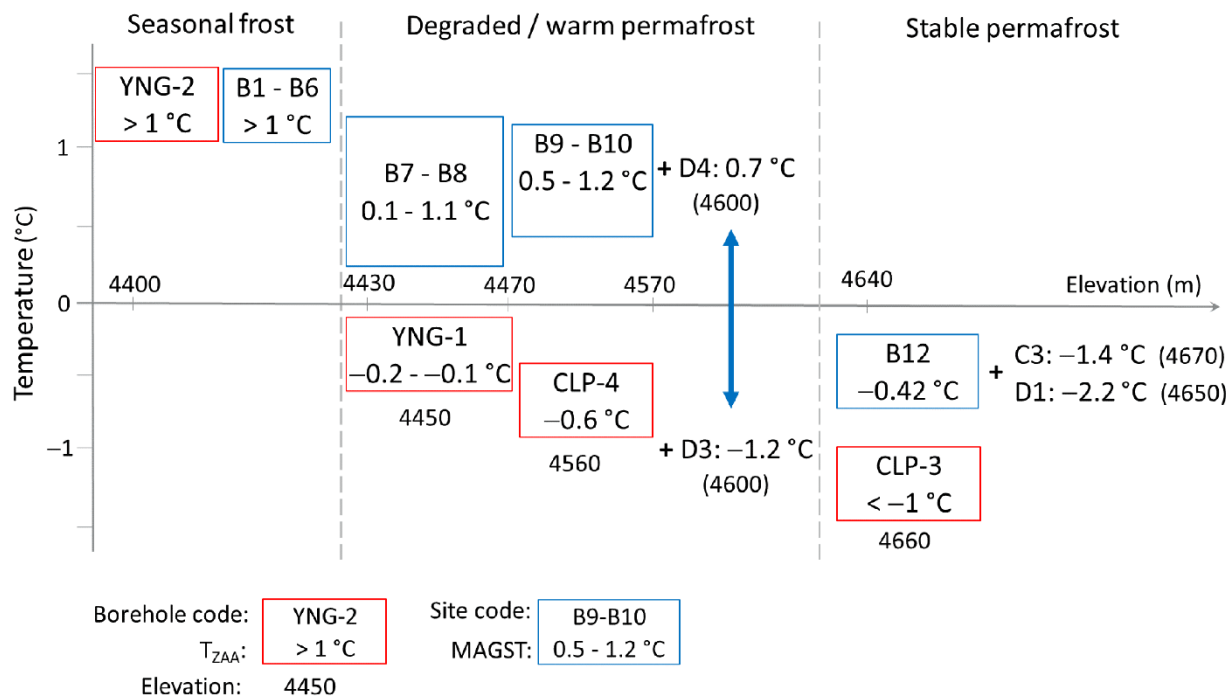 Seasonal frost
Degraded / warm permafrost
Stable permafrost
YNG-2
> 1 °C
B1 - B6
> 1 °C
B7 - B8
0.1 - 1.1 °C
B9 - B10
0.5 - 1.2 °C
+ D4: 0.7 °C
(4600)
Temperature (°C)
1
0
−1
4400
4430
4470
4570
4640
Elevation (m)
YNG-1
−0.2 - −0.1 °C
4450
CLP-4
−0.6 °C
4560
+ D3: −1.2 °C
(4600)
B12
−0.42 °C
+ C3: −1.4 °C (4670)
D1: −2.2 °C (4650)
CLP-3
< −1 °C
4660
Borehole code: YNG-2
TZAA: > 1 °C
Elevation: 4450
Site code: B9-B10
MAGST: 0.5 - 1.2 °C